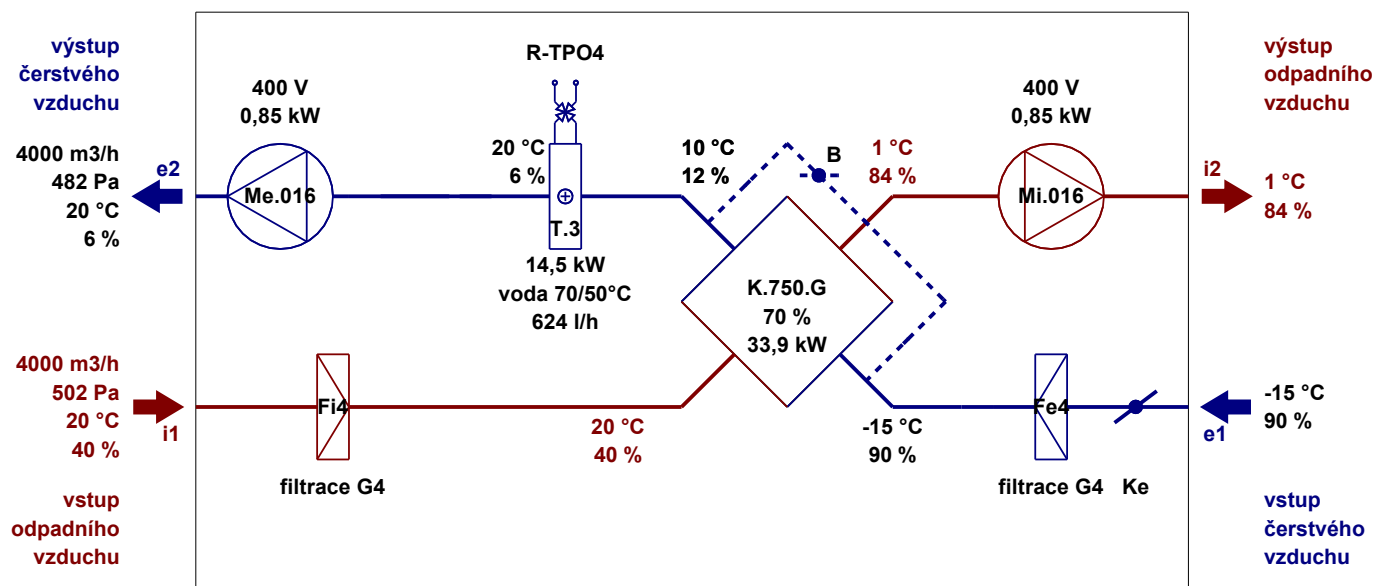 výstup
čerstvého
vzduchu
4000 m3/h
482 Pa
20 °C
6 %
e2
400 V
0,85 kW
Me.016
R-TPO4
20 °C
6 %
T.3
14,5 kW
voda 70/50°C
624 l/h
10 °C
12 %
B
1 °C
84 %
K.750.G
70 %
33,9 kW
400 V
0,85 kW
Mi.016
výstup
odpadního
vzduchu
i2
1 °C
84 %
4000 m3/h
502 Pa
20 °C
40 %
i1
vstup
odpadního
vzduchu
Fi4
filtrace G4
20 °C
40 %
-15 °C
90 %
Fe4
filtrace G4
Ke
e1
-15 °C
90 %
vstup
čerstvého
vzduchu